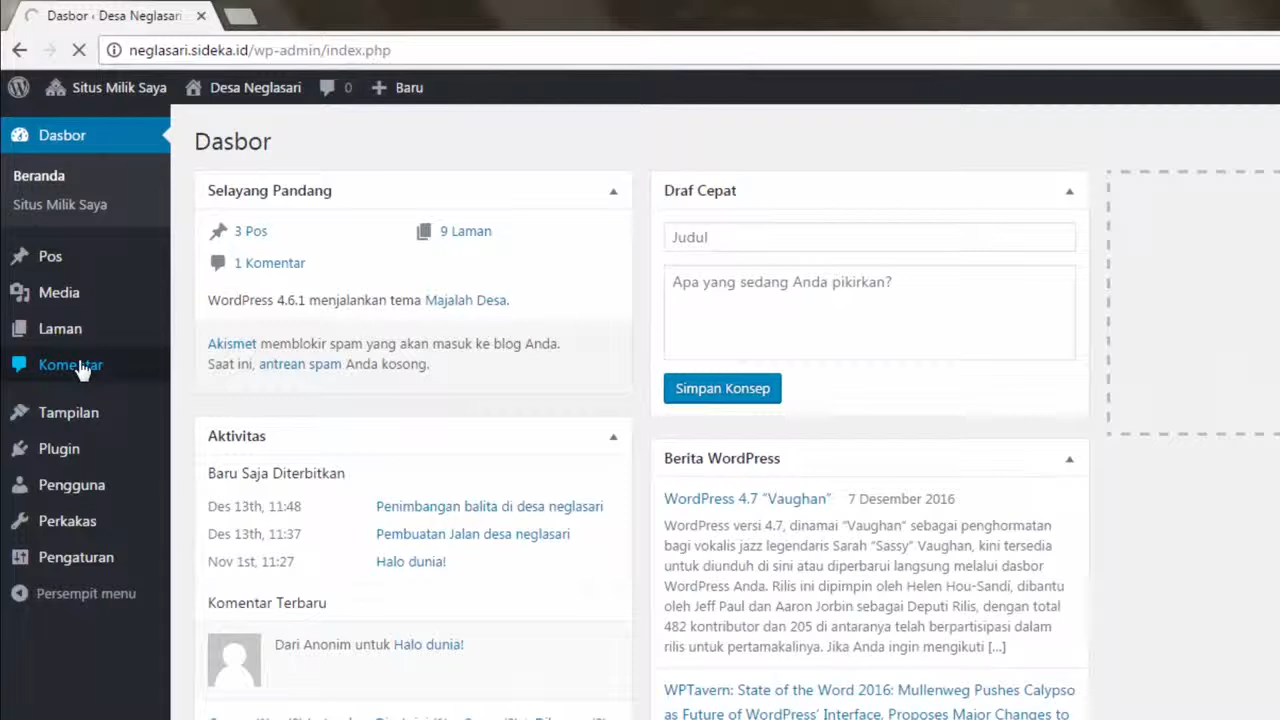 Dasbor ‹ Desa Neglasari
neglasari.sideka.id/wp-admin/index.php
Situs Milik Saya
Desa Neglasari
0
Baru
Dasbor
Beranda
Situs Milik Saya
Pos
Media
Laman
Komentar
Tampilan
Plugin
Pengguna
Perkakas
Pengaturan
Persempit menu
Dasbor
Selayang Pandang
3 Pos
9 Laman
1 Komentar
WordPress 4.6.1 menjalankan tema Majalah Desa.
Akismet memblokir spam yang akan masuk ke blog Anda.
Saat ini, antrean spam Anda kosong.
Aktivitas
Baru Saja Diterbitkan
Des 13th, 11:48 Penimbangan balita di desa neglasari
Des 13th, 11:37 Pembuatan Jalan desa neglasari
Nov 1st, 11:27 Halo dunia!
Komentar Terbaru
Dari Anonim untuk Halo dunia!
Draf Cepat
Judul
Apa yang sedang Anda pikirkan?
Simpan Konsep
Berita WordPress
WordPress 4.7 “Vaughan” 7 Desember 2016
WordPress versi 4.7, dinamai “Vaughan” sebagai penghormatan
bagi vokalis jazz legendaris Sarah “Sassy” Vaughan, kini tersedia
untuk diunduh di sini atau diperbarui langsung melalui dasbor
WordPress Anda. Rilis ini dipimpin oleh Helen Hou-Sandí, dibantu
oleh Jeff Paul dan Aaron Jorbin sebagai Deputi Rilis, dengan total
482 kontributor dan 205 di antaranya telah berpartisipasi dalam
rilis untuk pertamakalinya. Jika Anda ingin mengikuti [...]
WPTavern: State of the Word 2016: Mullenweg Pushes Calypso
as Future of WordPress’ Interface, Proposes Major Changes to